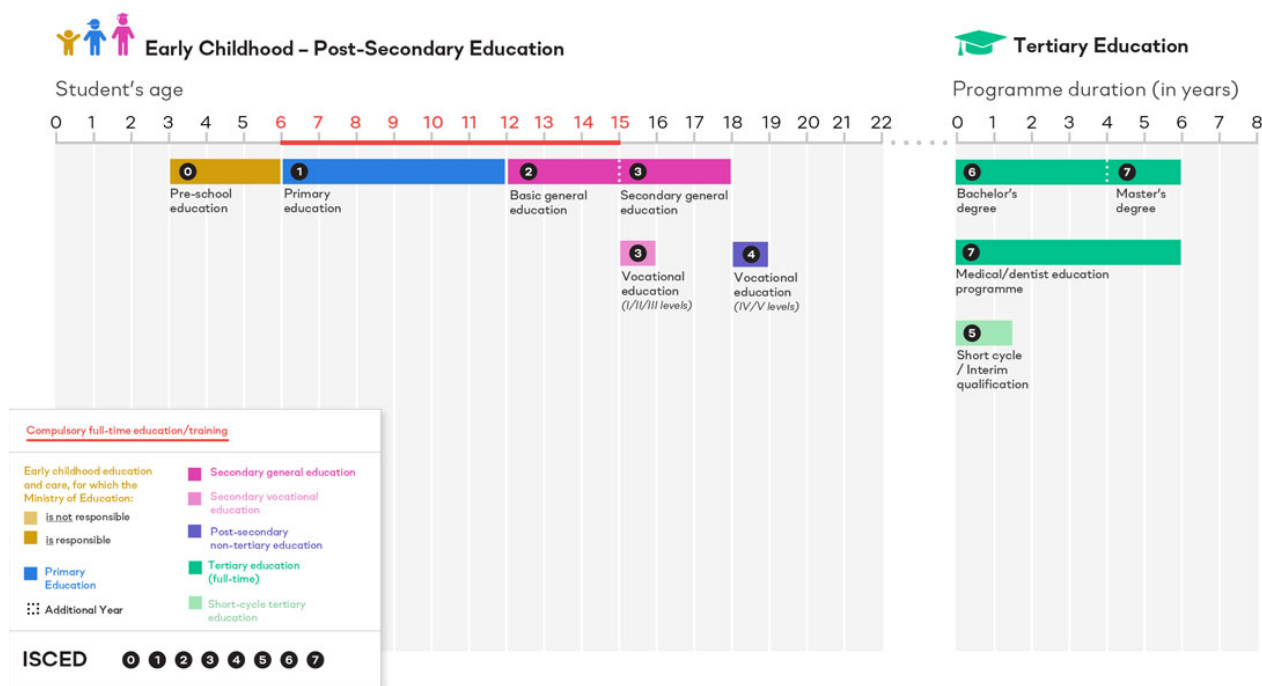 Early Childhood – Post-Secondary Education
Tertiary Education
Student's age
Programme duration (in years)
0 1 2 3 4 5 6 7 8 9 10 11 12 13 14 15 16 17 18 19 20 21 22
0 1 2 3 4 5 6 7 8
0
1
2
3
6
7
Pre-school
education
Primary
education
Basic general
education
Secondary general
education
Bachelor's
degree
Master's
degree
3
4
7
Vocational
education
(I/II/III levels)
Vocational
education
(IV/V levels)
Medical/dentist education
programme
5
Short cycle
/ Interim
qualification
Compulsory full-time education/training
Early childhood education
and care, for which the
Ministry of Education:
is not responsible
is responsible
Primary
Education
Additional Year
Secondary general education
Secondary vocational
education
Post-secondary
non-tertiary education
Tertiary education
(full-time)
Short-cycle tertiary
education
ISCED 0 1 2 3 4 5 6 7